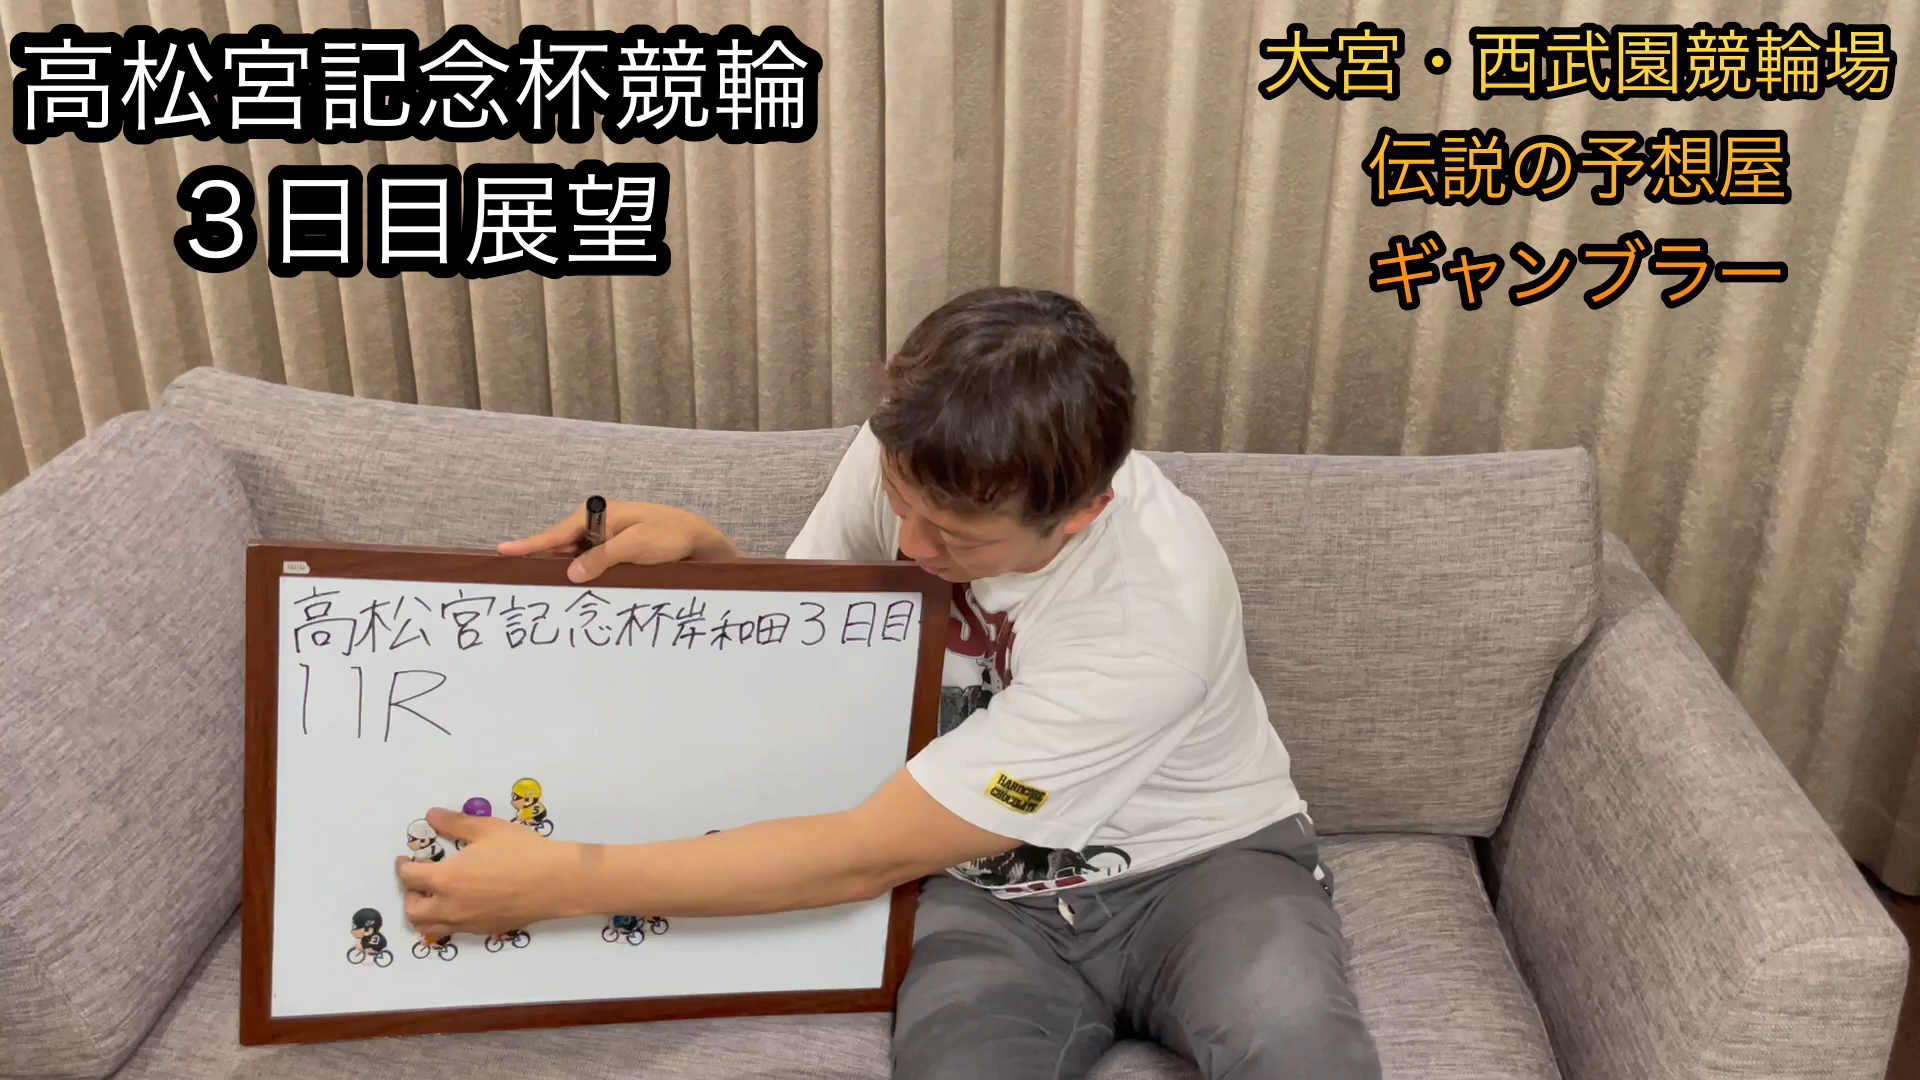 高松宮記念杯競輪
３日目展望
大宮・西武園競輪場
伝説の予想屋
ギャンブラー
高松宮記念杯岸和田3日目
11R
HARDCORE
CHOCOLATE